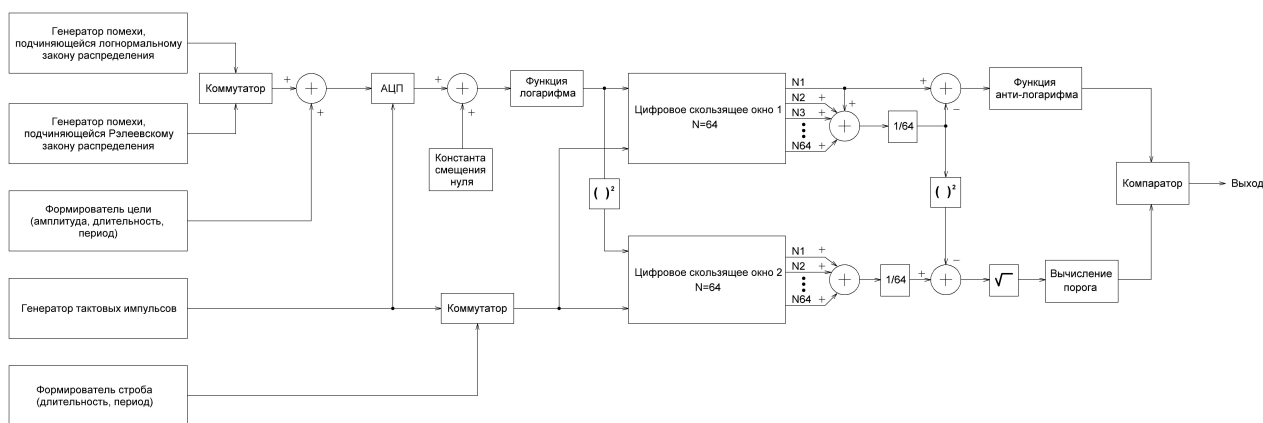 Генератор помехи,
подчиняющейся логнормальному
закону распределения
Генератор помехи,
подчиняющейся Рэлеевскому
закону распределения
Формирователь цели
(амплитуда, длительность,
период)
Генератор тактовых импульсов
Формирователь строба
(длительность, период)
Коммутатор
+
+
АЦП
+
+
Константа
смещения
нуля
Функция
логарифма
Коммутатор
( )²
Цифровое скользящее окно 1
N=64
N1
N2 +
N3 +
N64 +
+
1/64
Цифровое скользящее окно 2
N=64
N1 +
N2 +
N64 +
1/64
+
−
( )²
+
−
√
Функция
анти-логарифма
Вычисление
порога
Компаратор
Выход